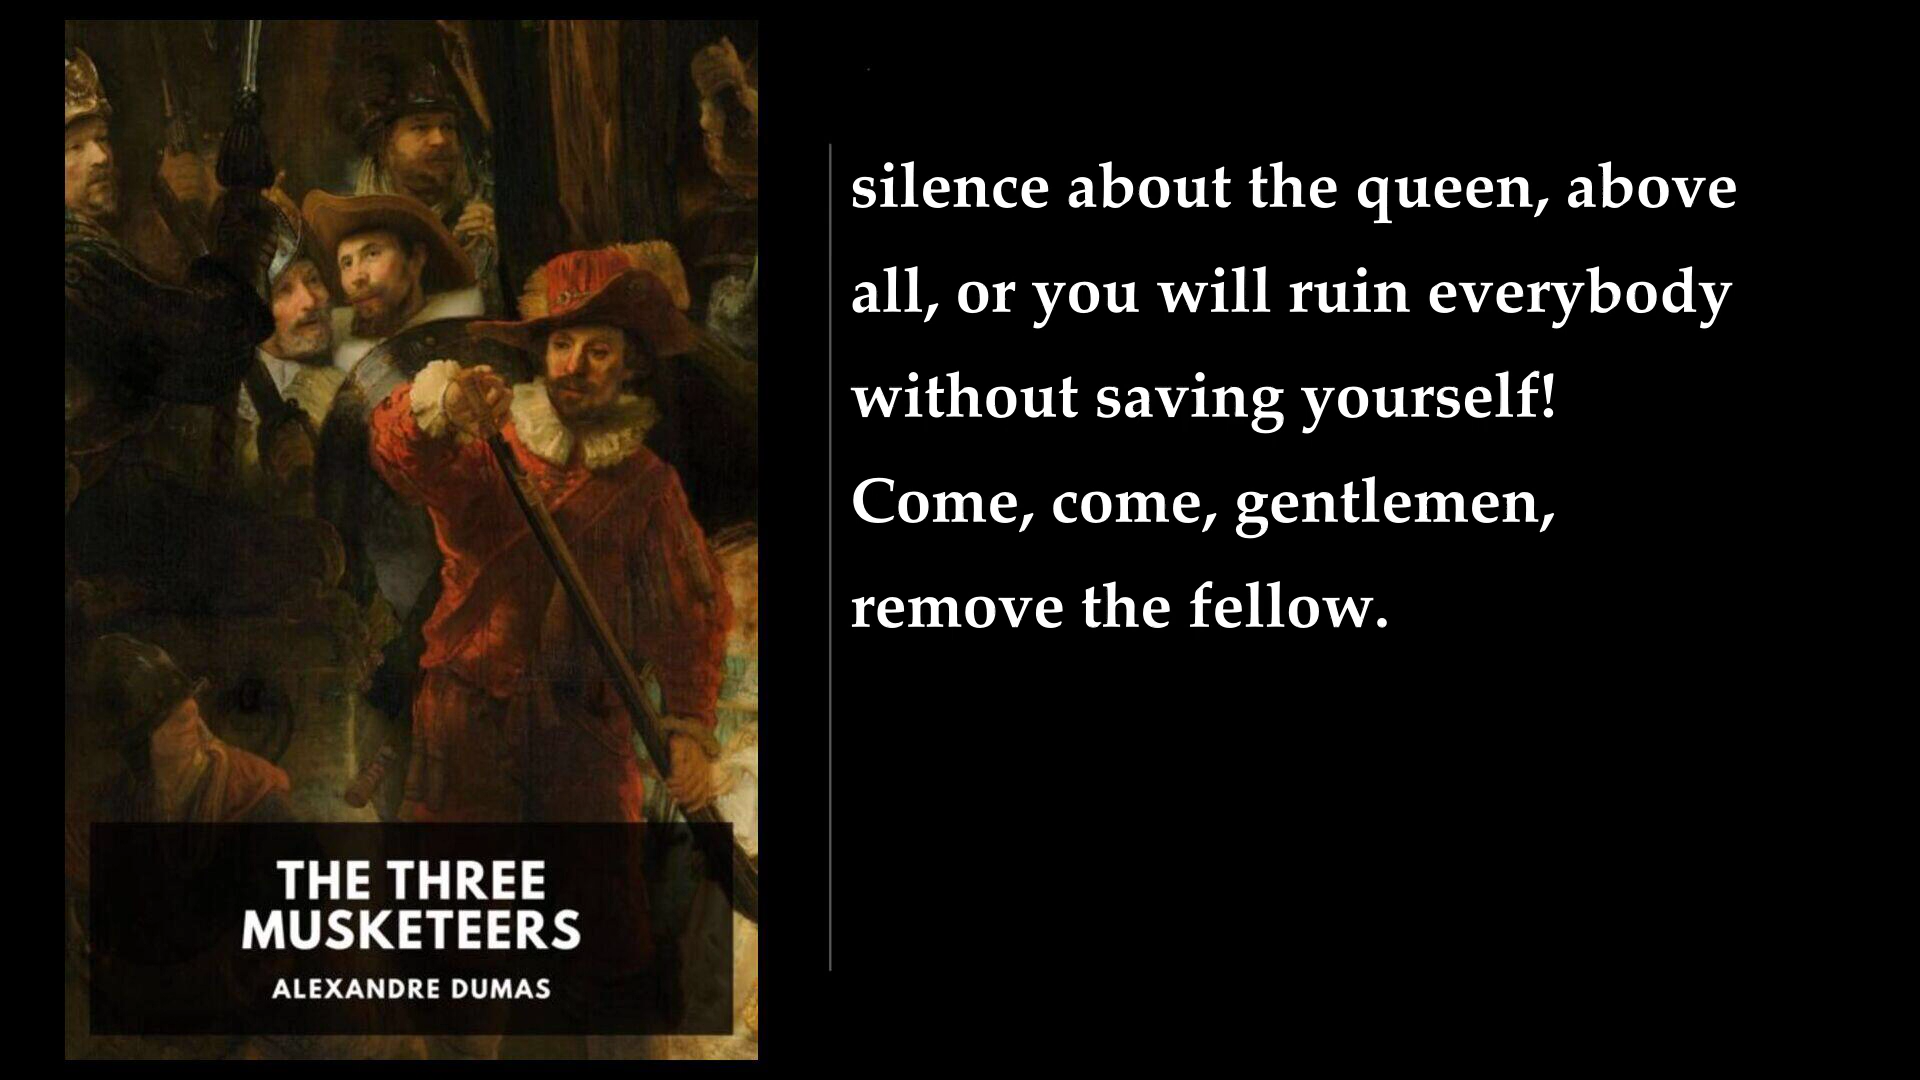 silence about the queen, above
all, or you will ruin everybody
without saving yourself!
Come, come, gentlemen,
remove the fellow.
THE THREE
MUSKETEERS
ALEXANDRE DUMAS